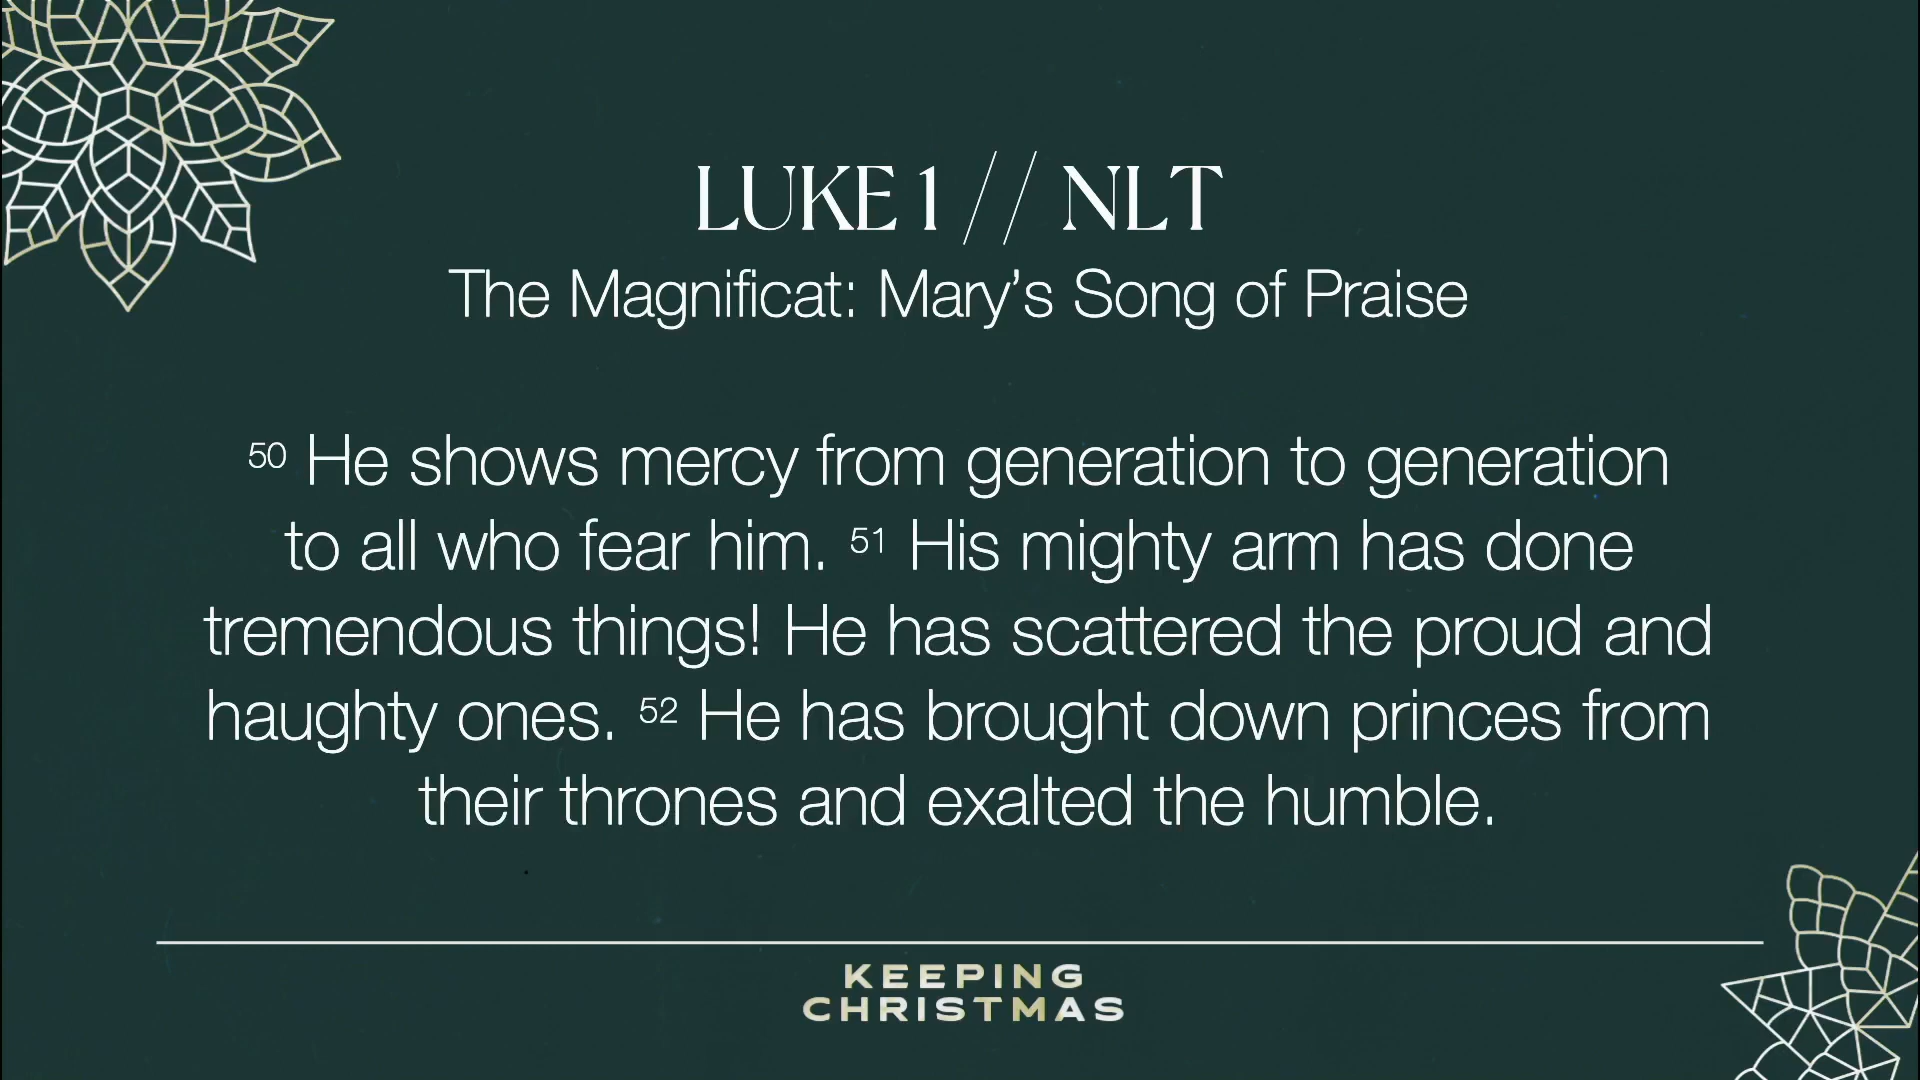 LUKE 1 // NLT
The Magnificat: Mary’s Song of Praise
50 He shows mercy from generation to generation
to all who fear him. 51 His mighty arm has done
tremendous things! He has scattered the proud and
haughty ones. 52 He has brought down princes from
their thrones and exalted the humble.
KEEPING
CHRISTMAS